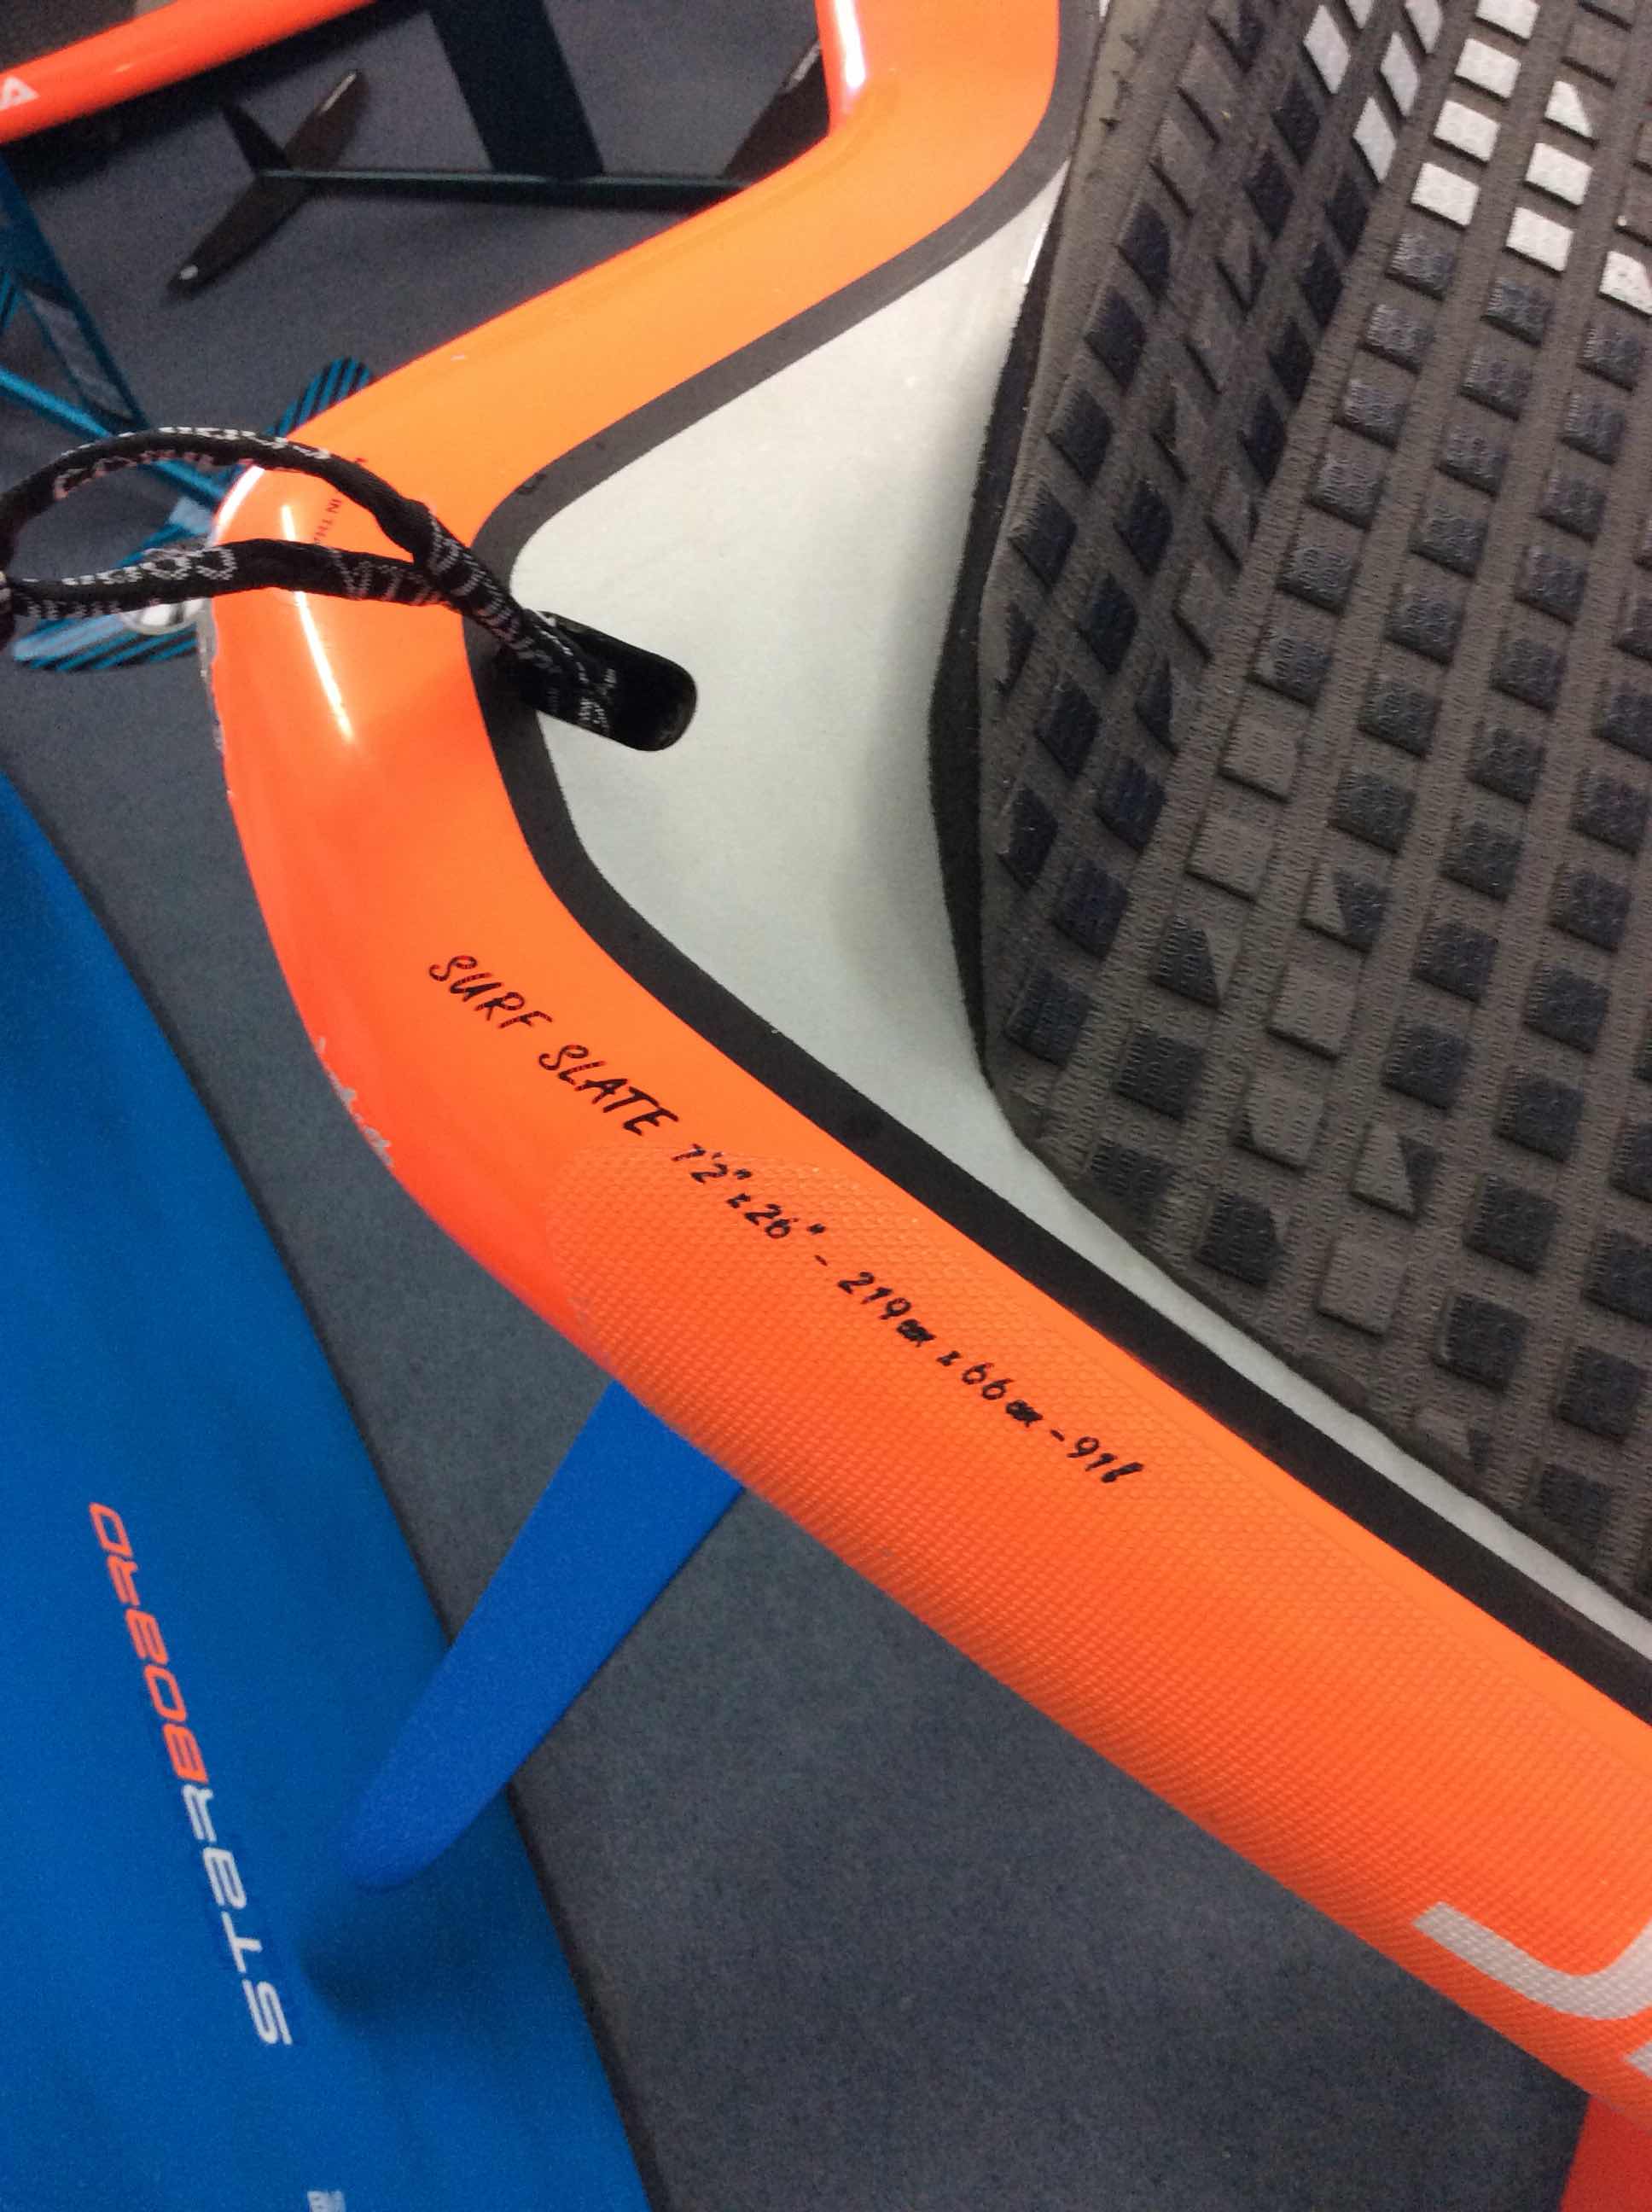 SURF SLATE 7'2" x 26" - 219cm x 66cm - 91l
STARBOARD